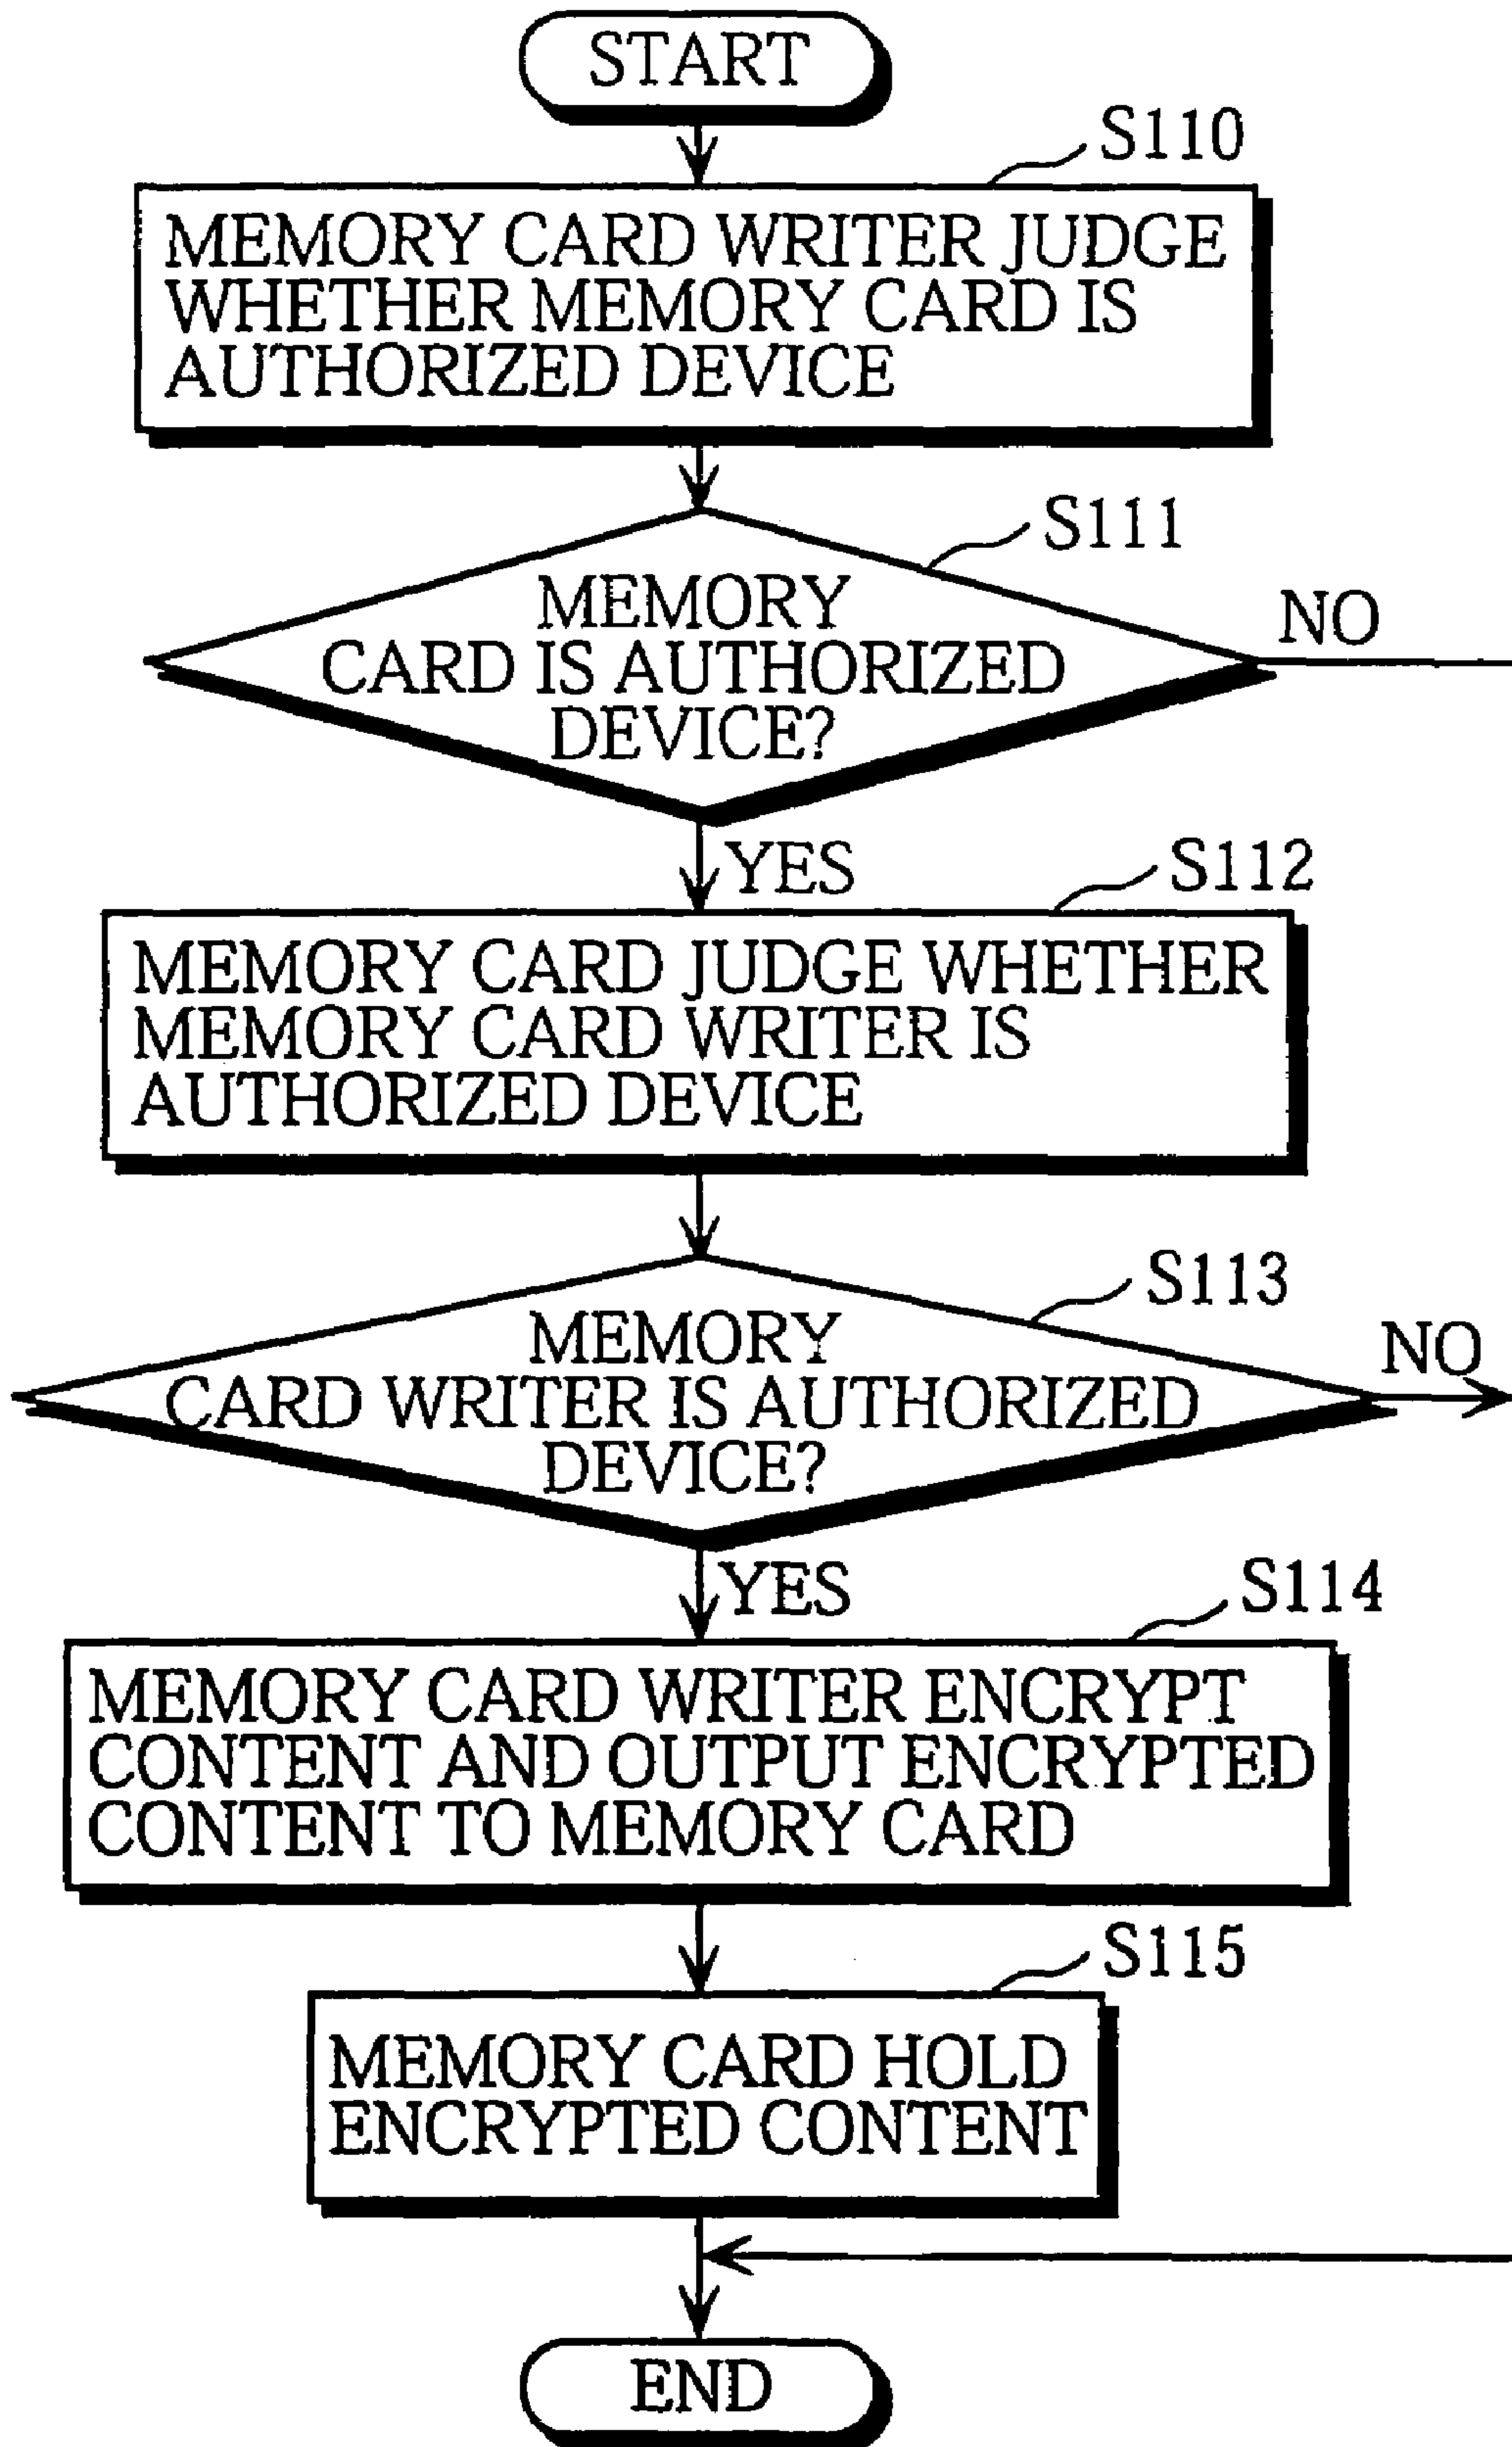 START
S110
MEMORY CARD WRITER JUDGE
WHETHER MEMORY CARD IS
AUTHORIZED DEVICE
S111
MEMORY
CARD IS AUTHORIZED
DEVICE?
NO
YES
S112
MEMORY CARD JUDGE WHETHER
MEMORY CARD WRITER IS
AUTHORIZED DEVICE
S113
MEMORY
CARD WRITER IS AUTHORIZED
DEVICE?
NO
YES
S114
MEMORY CARD WRITER ENCRYPT
CONTENT AND OUTPUT ENCRYPTED
CONTENT TO MEMORY CARD
S115
MEMORY CARD HOLD
ENCRYPTED CONTENT
END